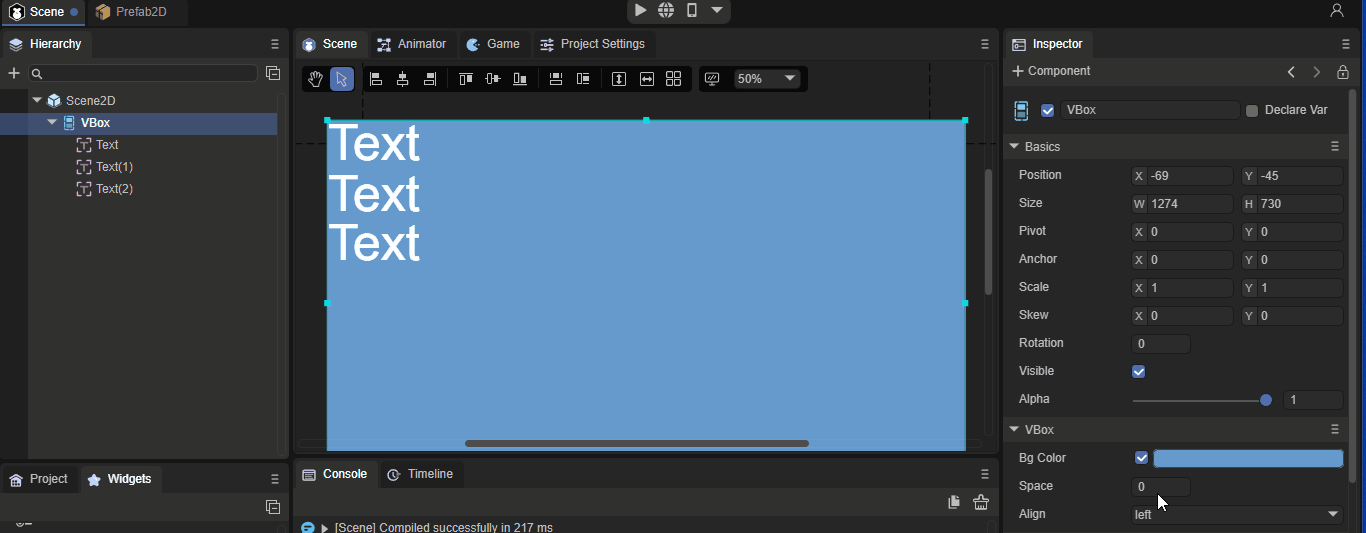 Scene
Prefab2D
Hierarchy
Scene2D
VBox
Text
Text(1)
Text(2)
Project
Widgets
Scene
Animator
Game
Project Settings
50%
Text
Text
Text
Console
Timeline
[Scene] Compiled successfully in 217 ms
Inspector
+ Component
VBox Declare Var
Basics
Position X -69 Y -45
Size W 1274 H 730
Pivot X 0 Y 0
Anchor X 0 Y 0
Scale X 1 Y 1
Skew X 0 Y 0
Rotation 0
Visible
Alpha 1
VBox
Bg Color
Space 0
Align left